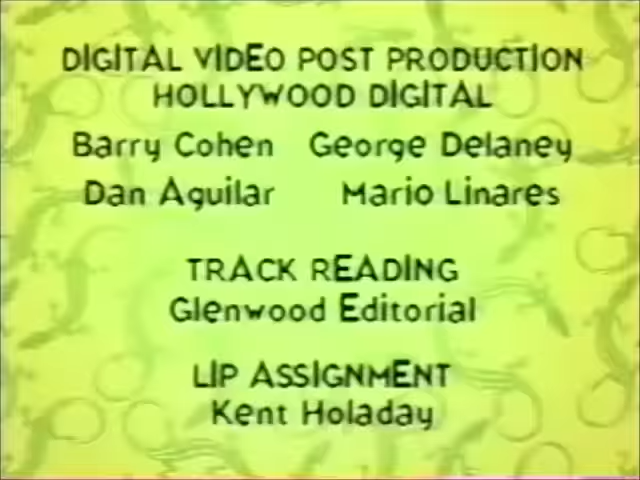 DIGITAL VIDEO POST PRODUCTION
HOLLYWOOD DIGITAL
Barry Cohen George Delaney
Dan Aguilar Mario Linares
TRACK READING
Glenwood Editorial
LIP ASSIGNMENT
Kent Holaday